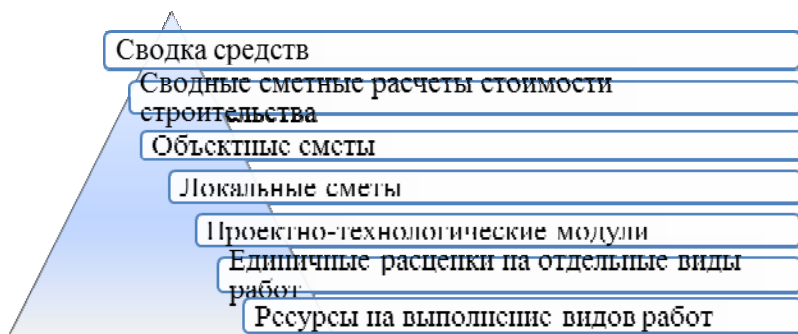 Сводка средств
Сводные сметные расчеты стоимости
строительства
Объектные сметы
Локальные сметы
Проектно-технологические модули
Единичные расценки на отдельные виды
работ
Ресурсы на выполнение видов работ